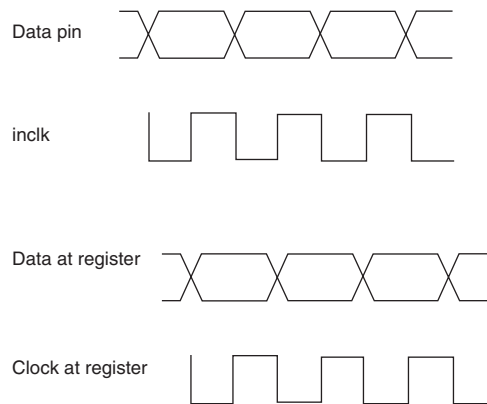 Data pin
inclk
Data at register
Clock at register